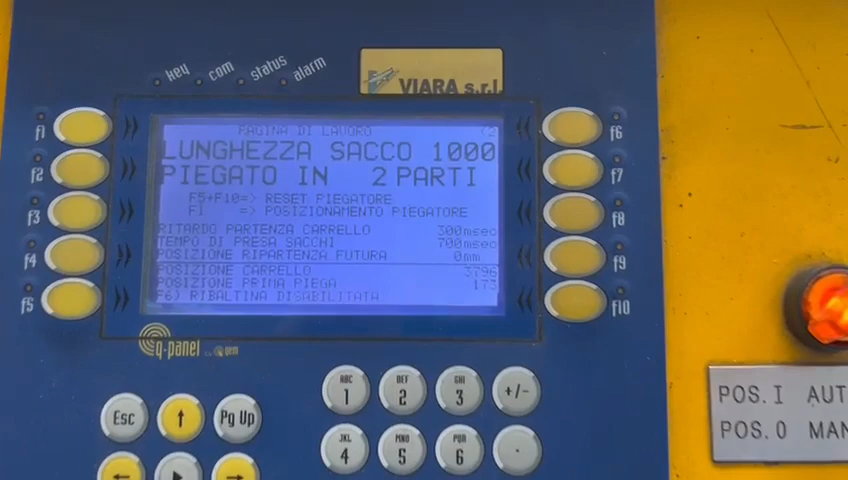 key com status alarm
VIARA s.r.l.
f1
f2
f3
f4
f5
f6
f7
f8
f9
f10
PAGINA DI LAVORO
LUNGHEZZA SACCO 1000
PIEGATO IN 2 PARTI
F5+F10=> RESET PIEGATORE
F1 => POSIZIONAMENTO PIEGATORE
RITARDO PARTENZA CARRELLO 300msec
TEMPO DI PRESA SACCHI 700msec
POSIZIONE RIPARTENZA FUTURA 0mm
POSIZIONE CARRELLO 3796
POSIZIONE PRIMA PIEGA 173
F6) RIBALTINA DISABILITATA
q-panel by qem
Esc
Pg Up
ABC 1
DEF 2
GHI 3
+/-
JKL 4
MNO 5
PQR 6
.
POS.I AUT
POS.0 MAN